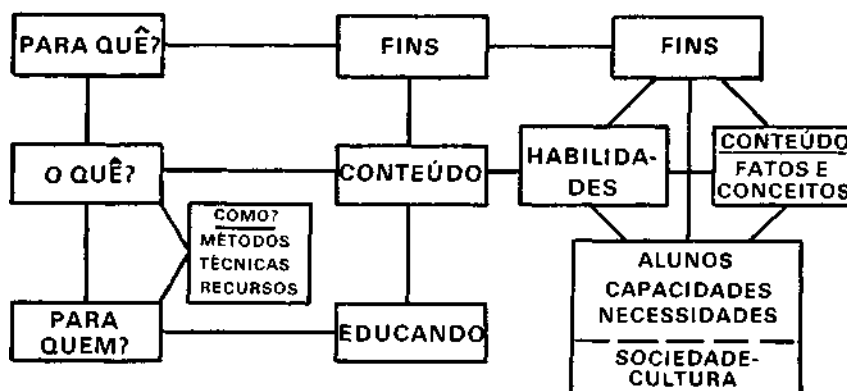 PARA QUÊ?
FINS
FINS
O QUÊ?
CONTEÚDO
HABILIDA-
DES
CONTEÚDO
FATOS E
CONCEITOS
COMO?
MÉTODOS
TÉCNICAS
RECURSOS
PARA
QUEM?
EDUCANDO
ALUNOS
CAPACIDADES
NECESSIDADES
SOCIEDADE-
CULTURA